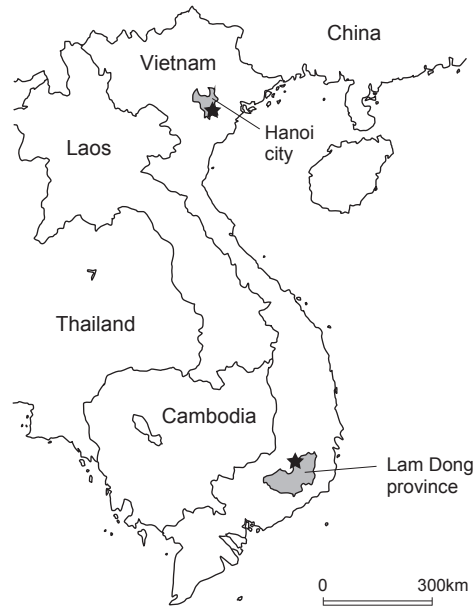 China
Vietnam
Hanoi
city
Laos
Thailand
Cambodia
Lam Dong
province
0 300km